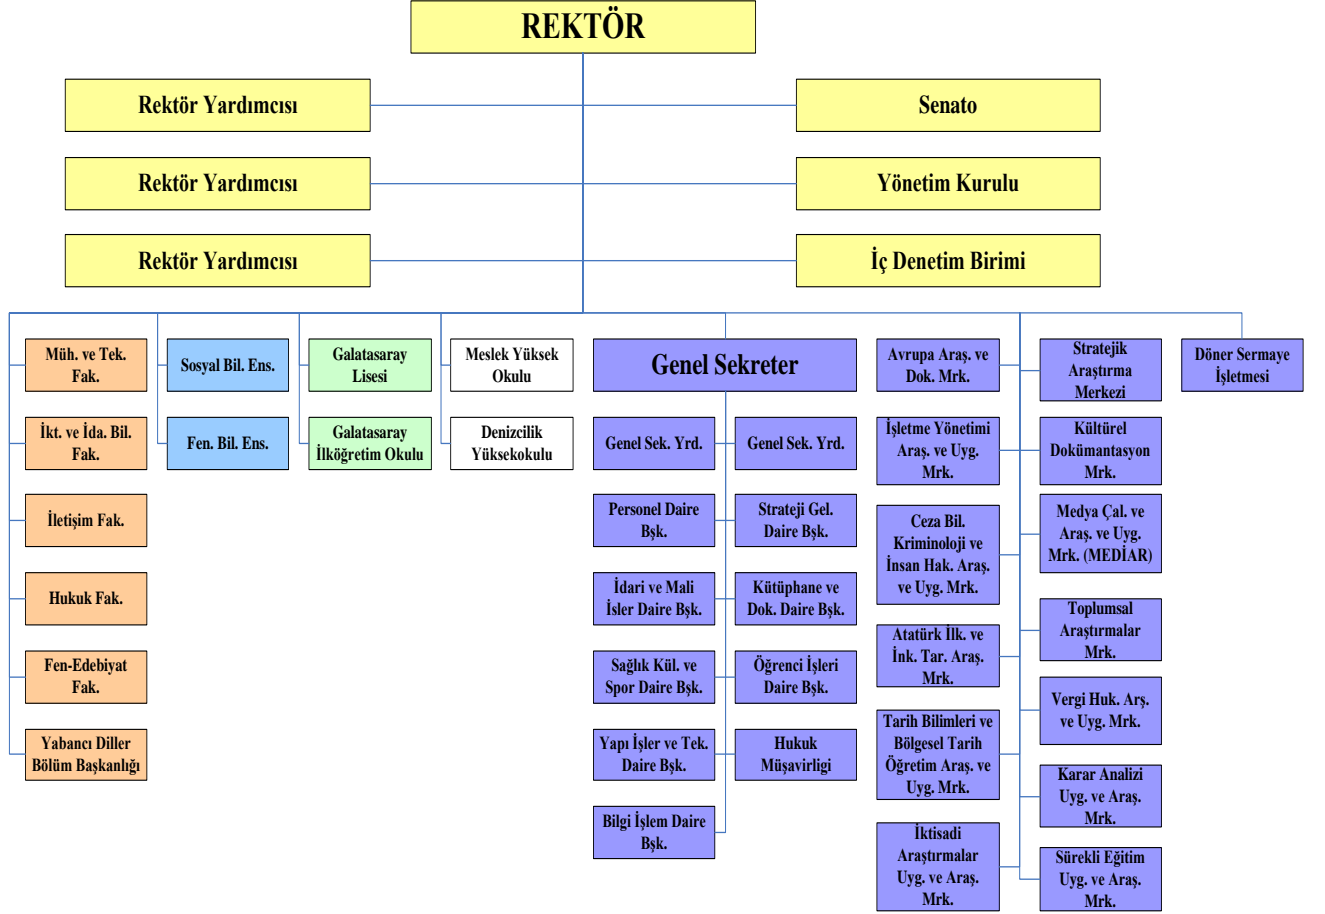 REKTÖR
Rektör Yardımcısı
Senato
Rektör Yardımcısı
Yönetim Kurulu
Rektör Yardımcısı
İç Denetim Birimi
Müh. ve Tek.
Fak.
İkt. ve İda. Bil.
Fak.
İletişim Fak.
Hukuk Fak.
Fen-Edebiyat
Fak.
Yabancı Diller
Bölüm Başkanlığı
Sosyal Bil. Ens.
Fen. Bil. Ens.
Galatasaray
Lisesi
Galatasaray
İlköğretim Okulu
Meslek Yüksek
Okulu
Denizcilik
Yüksekokulu
Genel Sekreter
Genel Sek. Yrd.
Genel Sek. Yrd.
Personel Daire
Bşk.
Strateji Gel.
Daire Bşk.
İdari ve Mali
İsler Daire Bşk.
Kütüphane ve
Dok. Daire Bşk.
Sağlık Kül. ve
Spor Daire Bşk.
Öğrenci İşleri
Daire Bşk.
Yapı İşler ve Tek.
Daire Bşk.
Hukuk
Müşavirligi
Bilgi İşlem Daire
Bşk.
Avrupa Araş. ve
Dok. Mrk.
İşletme Yönetimi
Araş. ve Uyg.
Mrk.
Ceza Bil.
Kriminoloji ve
İnsan Hak. Araş.
ve Uyg. Mrk.
Atatürk İlk. ve
İnk. Tar. Araş.
Mrk.
Tarih Bilimleri ve
Bölgesel Tarih
Öğretim Araş. ve
Uyg. Mrk.
İktisadi
Araştırmalar
Uyg. ve Araş.
Mrk.
Stratejik
Araştırma
Merkezi
Kültürel
Dokümantasyon
Mrk.
Medya Çal. ve
Araş. ve Uyg.
Mrk. (MEDİAR)
Toplumsal
Araştırmalar
Mrk.
Vergi Huk. Arş.
ve Uyg. Mrk.
Karar Analizi
Uyg. ve Araş.
Mrk.
Sürekli Eğitim
Uyg. ve Araş.
Mrk.
Döner Sermaye
İşletmesi